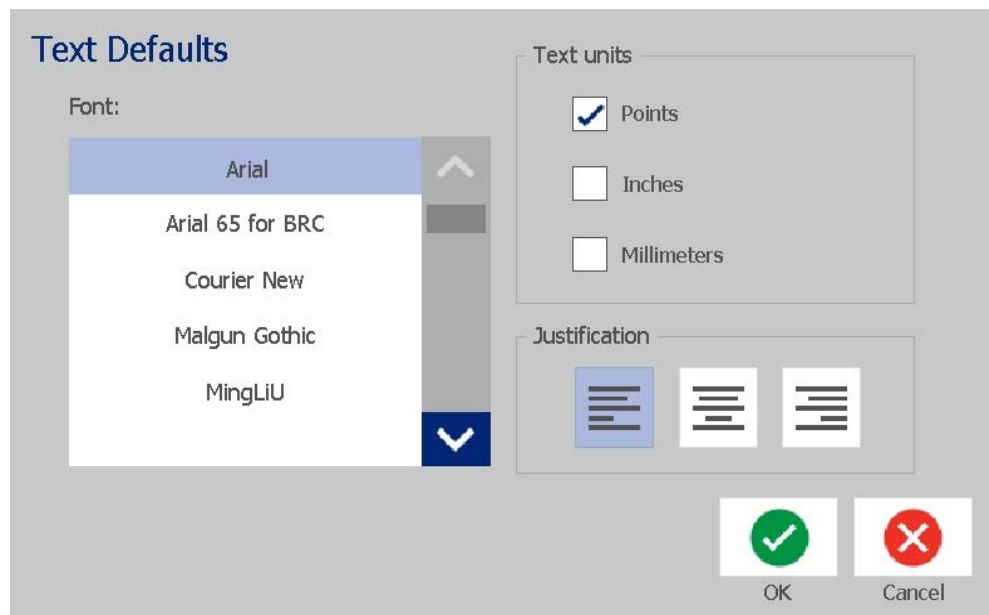 Text Defaults
Font:
Arial
Arial 65 for BRC
Courier New
Malgun Gothic
MingLiU
Text units
Points
Inches
Millimeters
Justification
OK
Cancel